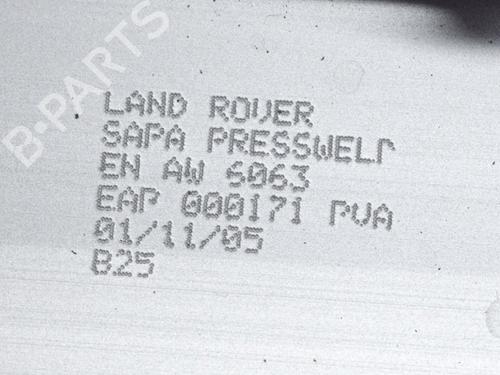 B-PARTS
LAND ROVER
SAPA PRESSWELD
EN AW 6063
EAP 000171 PVA
01/11/05
B25